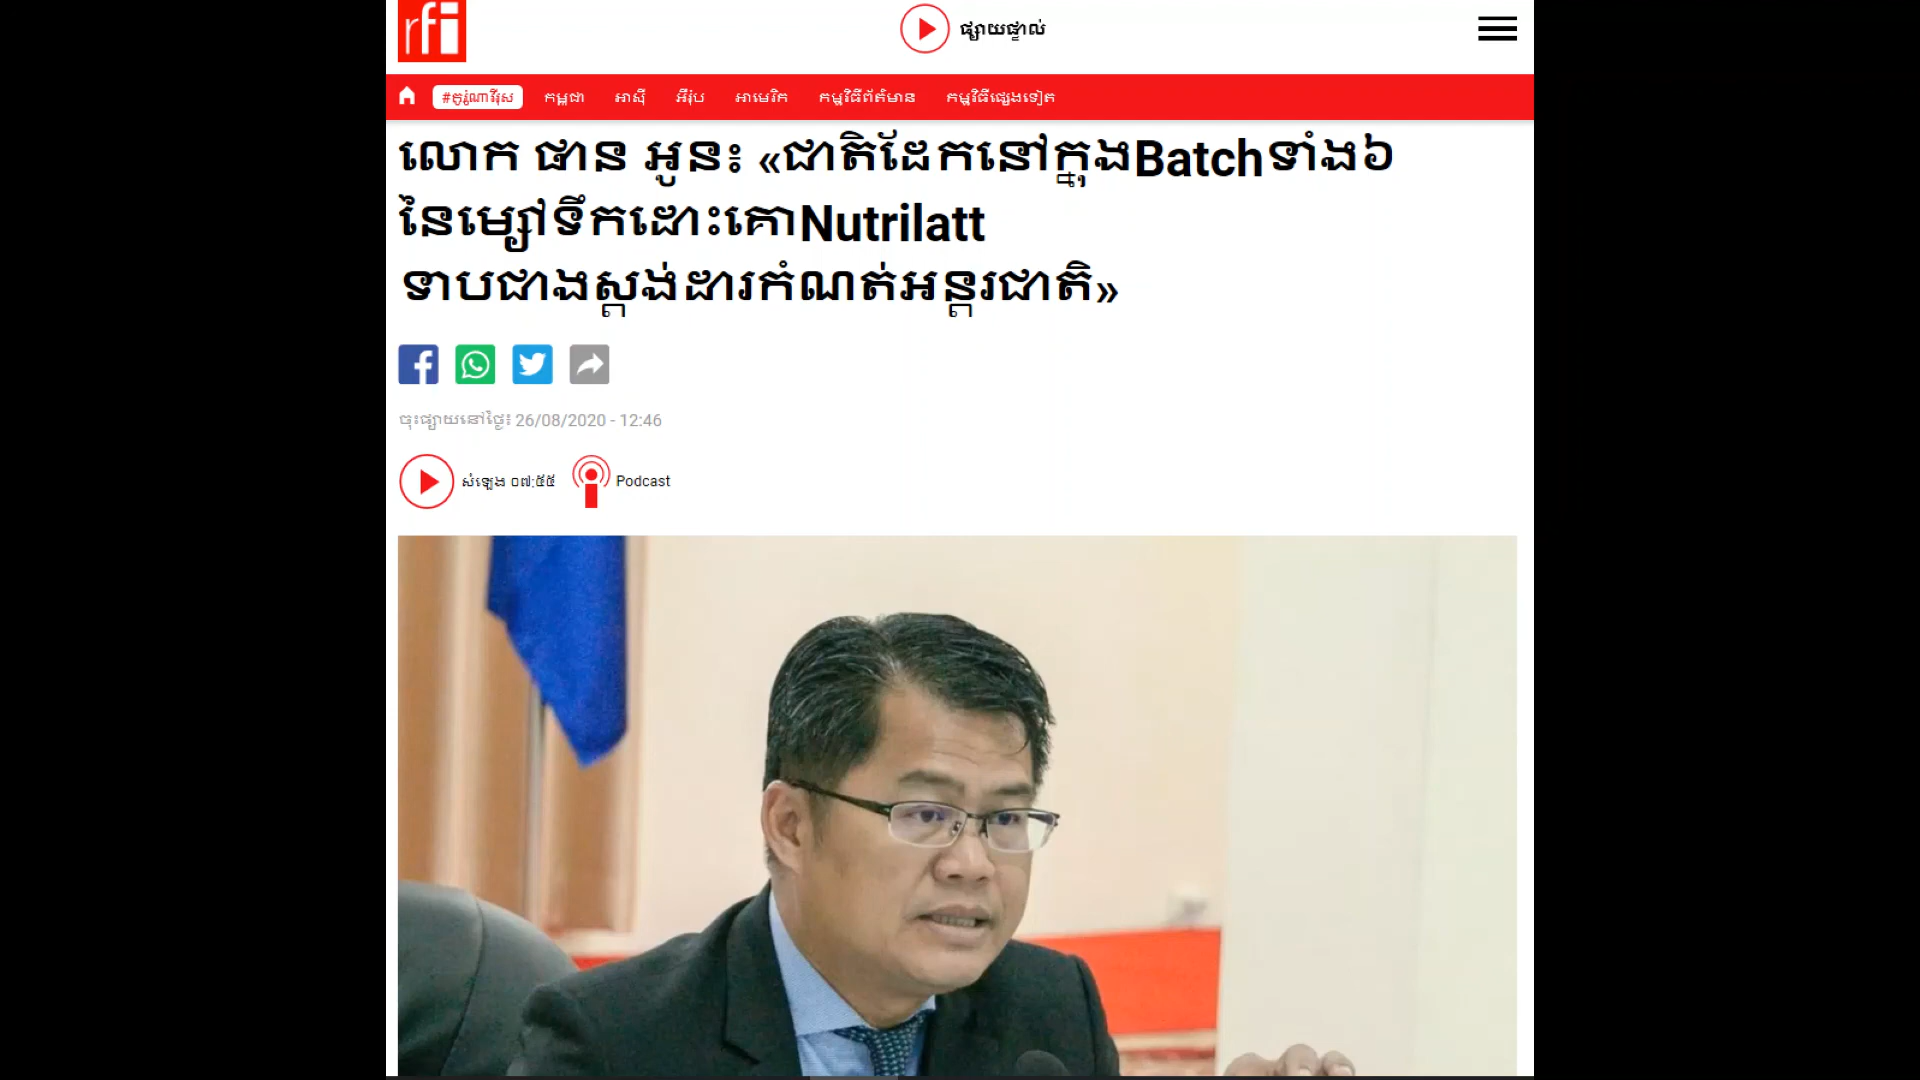 rfi
ផ្សាយផ្ទាល់
#កូរ៉ូណាវីរុស កម្ពុជា អាស៊ី អឺរ៉ុប អាមេរិក កម្មវិធីព័ត៌មាន កម្មវិធីផ្សេងទៀត
លោក ផាន អូន៖ «ជាតិដែកនៅក្នុងBatchទាំង៦
នៃម្សៅទឹកដោះគោNutrilatt
ទាបជាងស្តង់ដារកំណត់អន្តរជាតិ»
ចុះផ្សាយនៅថ្ងៃ៖ 26/08/2020 - 12:46
សំឡេង ០៧:៥៥ Podcast